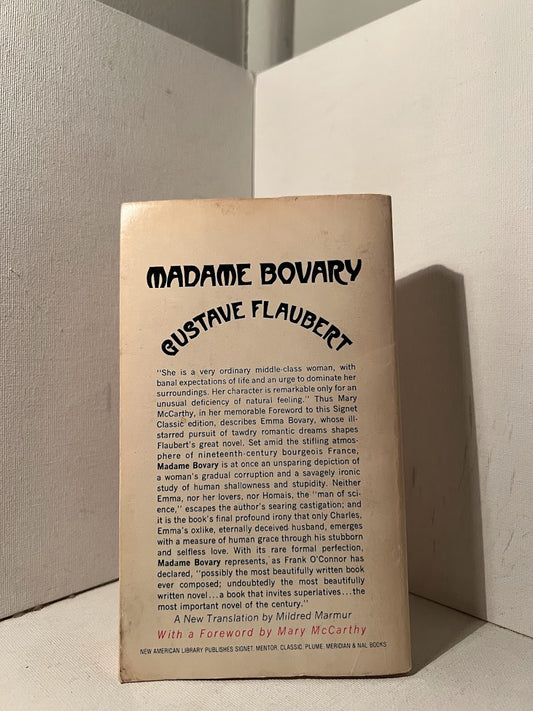 MADAME BOVARY
GUSTAVE FLAUBERT
"She is a very ordinary middle-class woman, with
banal expectations of life and an urge to dominate her
surroundings. Her character is remarkable only for an
unusual deficiency of natural feeling." Thus Mary
McCarthy, in her memorable Foreword to this Signet
Classic edition, describes Emma Bovary, whose ill-
starred pursuit of tawdry romantic dreams shapes
Flaubert's great novel. Set amid the stifling atmos-
phere of nineteenth-century bourgeois France,
Madame Bovary is at once an unsparing depiction of
a woman's gradual corruption and a savagely ironic
study of human shallowness and stupidity. Neither
Emma, nor her lovers, nor Homais, the "man of sci-
ence," escapes the author's searing castigation; and
it is the book's final profound irony that only Charles,
Emma's oxlike, eternally deceived husband, emerges
with a measure of human grace through his stubborn
and selfless love. With its rare formal perfection,
Madame Bovary represents, as Frank O'Connor has
declared, "possibly the most beautifully written book
ever composed; undoubtedly the most beautifully
written novel...a book that invites superlatives...the
most important novel of the century."
A New Translation by Mildred Marmur
With a Foreword by Mary McCarthy
NEW AMERICAN LIBRARY PUBLISHES SIGNET, MENTOR, CLASSIC, PLUME, MERIDIAN & NAL BOOKS